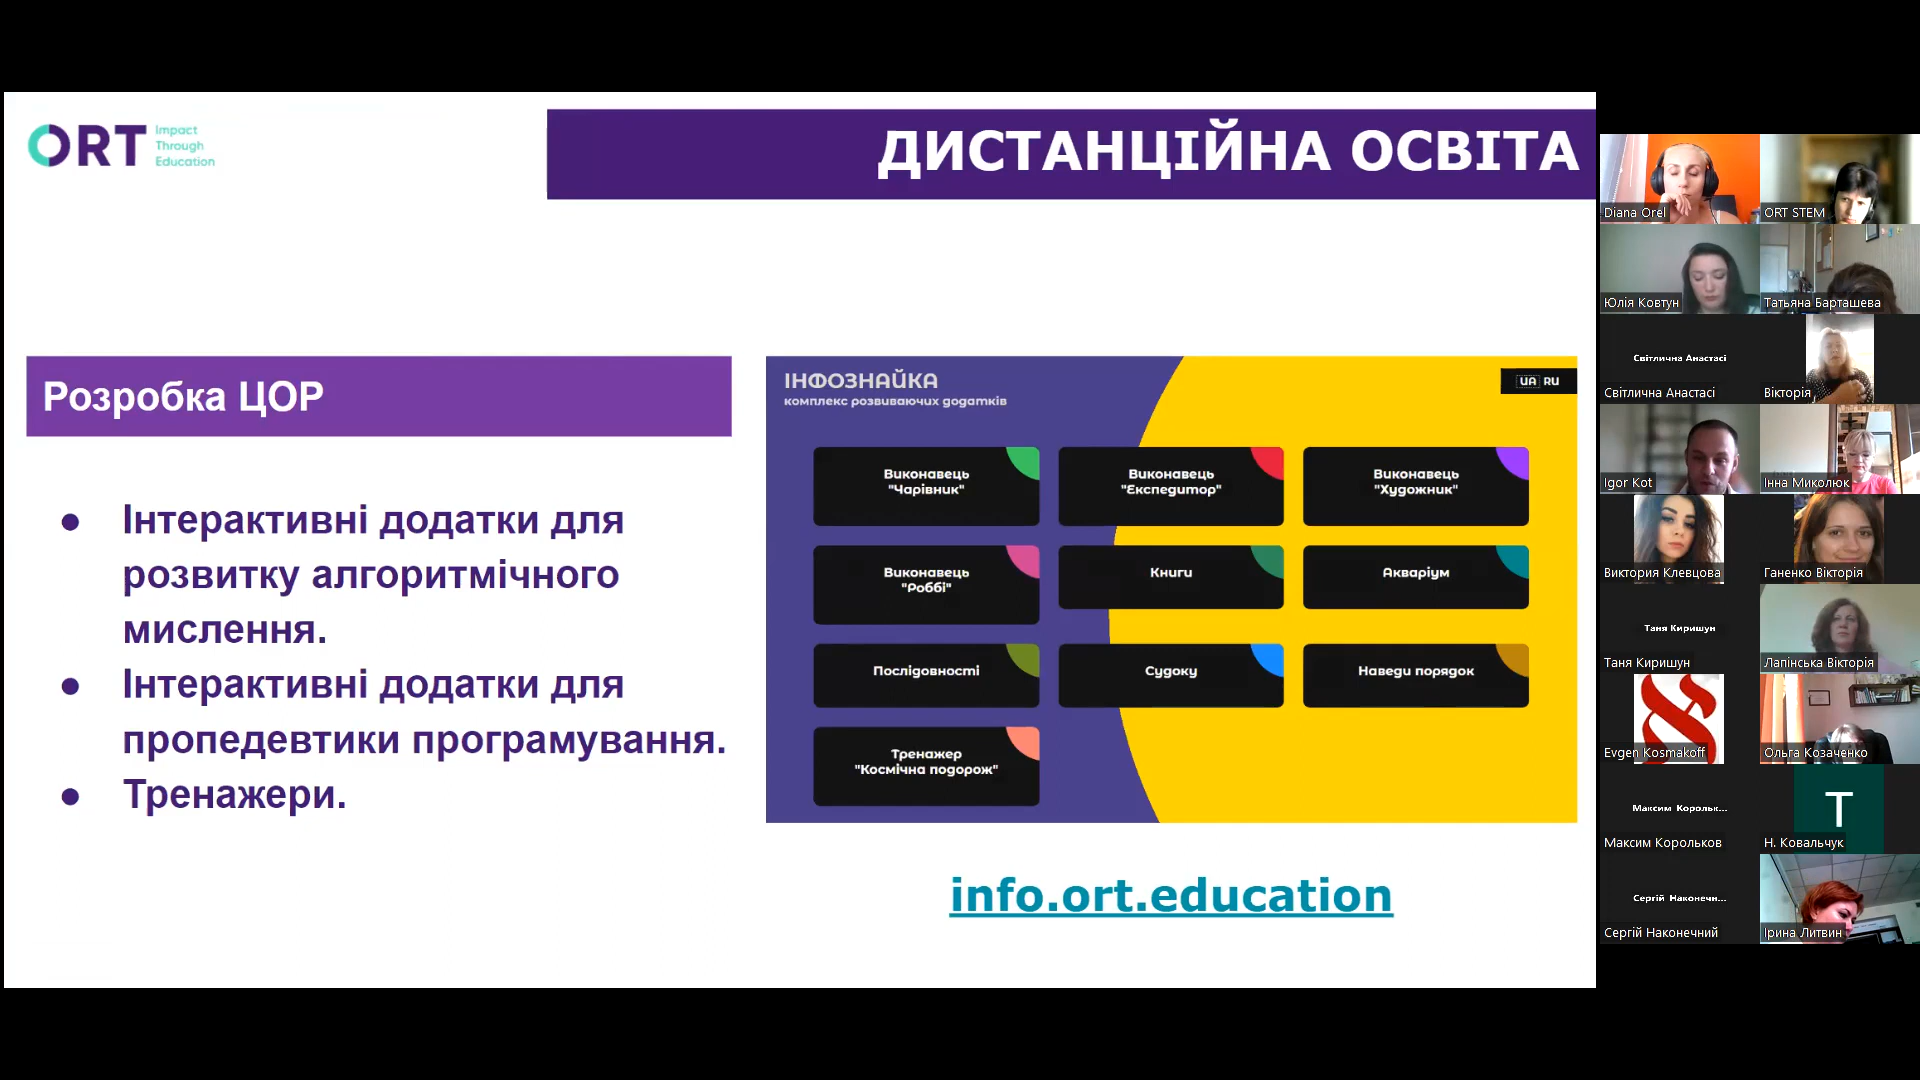 ORT
Impact
Through
Education
ДИСТАНЦІЙНА ОСВІТА
Розробка ЦОР
● Інтерактивні додатки для
розвитку алгоритмічного
мислення.
● Інтерактивні додатки для
пропедевтики програмування.
● Тренажери.
ІНФОЗНАЙКА
комплекс розвиваючих додатків
UA RU
Виконавець
"Чарівник"
Виконавець
"Експедитор"
Виконавець
"Художник"
Виконавець
"Роббі"
Книги
Акваріум
Послідовності
Судоку
Наведи порядок
Тренажер
"Космічна подорож"
info.ort.education
Diana Orel
ORT STEM
Юлія Ковтун
Татьяна Барташева
Світлична Анастасі
Світлична Анастасі
Вікторія
Igor Kot
Інна Миколюк
Виктория Клевцова
Ганенко Вікторія
Таня Киришун
Таня Киришун
Лапінська Вікторія
Evgen Kosmakoff
Ольга Козаченко
Максим Корольк...
Максим Корольков
Т
Н. Ковальчук
Сергій Наконечн...
Сергій Наконечний
Ірина Литвин